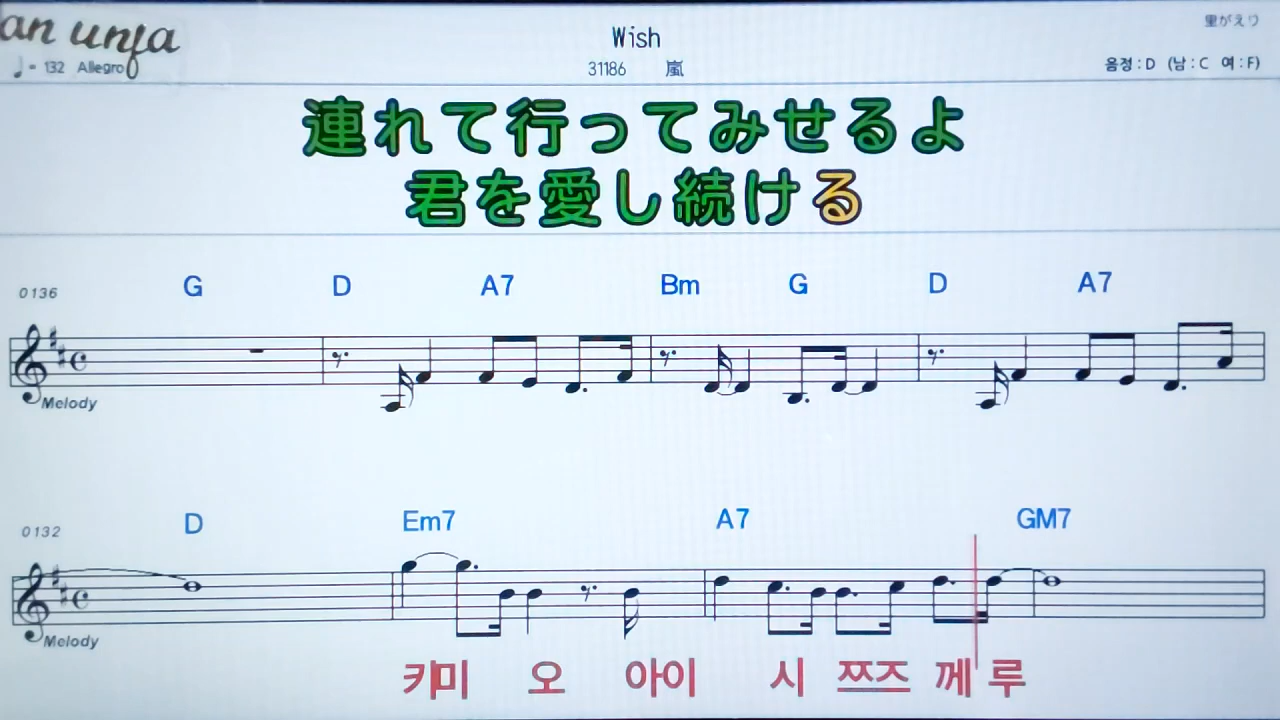 Wish
里がえり
♩= 132 Allegro
31186 嵐
음정 : D (남 : C 여 : F)
連れて行ってみせるよ
君を愛し続ける
0136 G D A7 Bm G D A7
Melody
0132 D Em7 A7 GM7
Melody
키미 오 아이 시 쯔즈 께 루